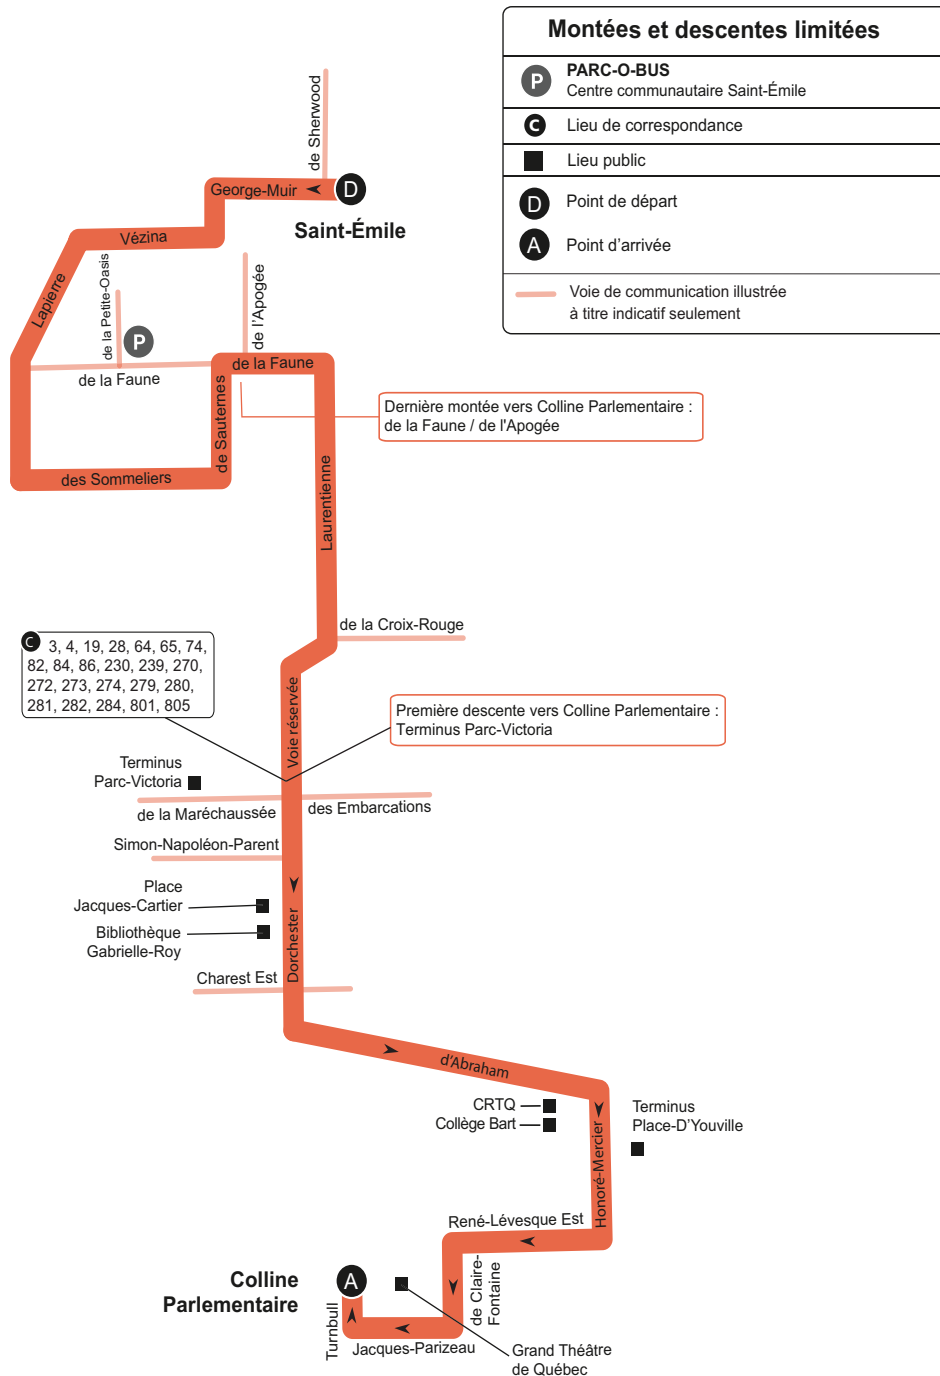 Montées et descentes limitées
P PARC-O-BUS
Centre communautaire Saint-Émile
C Lieu de correspondance
Lieu public
D Point de départ
A Point d'arrivée
Voie de communication illustrée
à titre indicatif seulement
de Sherwood
George-Muir
D
Saint-Émile
Vézina
Lapierre
de la Petite-Oasis
P
de l'Apogée
de la Faune
de la Faune
de Sauternes
des Sommeliers
Dernière montée vers Colline Parlementaire :
de la Faune / de l'Apogée
Laurentienne
de la Croix-Rouge
C 3, 4, 19, 28, 64, 65, 74,
82, 84, 86, 230, 239, 270,
272, 273, 274, 279, 280,
281, 282, 284, 801, 805
Voie réservée
Première descente vers Colline Parlementaire :
Terminus Parc-Victoria
Terminus
Parc-Victoria
de la Maréchaussée
des Embarcations
Simon-Napoléon-Parent
Place
Jacques-Cartier
Bibliothèque
Gabrielle-Roy
Dorchester
Charest Est
d'Abraham
CRTQ
Collège Bart
Terminus
Place-D'Youville
Honoré-Mercier
René-Lévesque Est
de Claire-
Fontaine
Colline
Parlementaire
A
Turnbull
Jacques-Parizeau
Grand Théâtre
de Québec